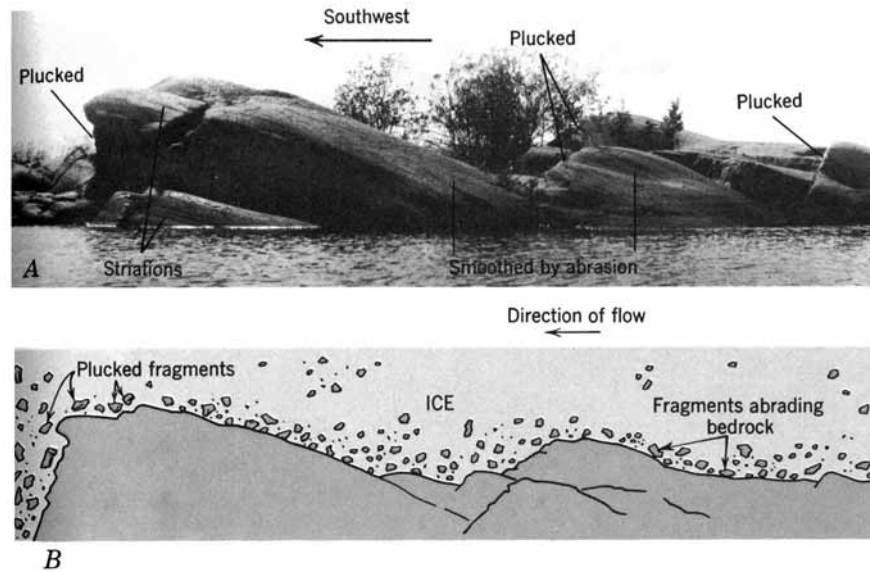 Southwest
Plucked
Plucked
Plucked
Striations
Smoothed by abrasion
A
Direction of flow
Plucked fragments
ICE
Fragments abrading
bedrock
B